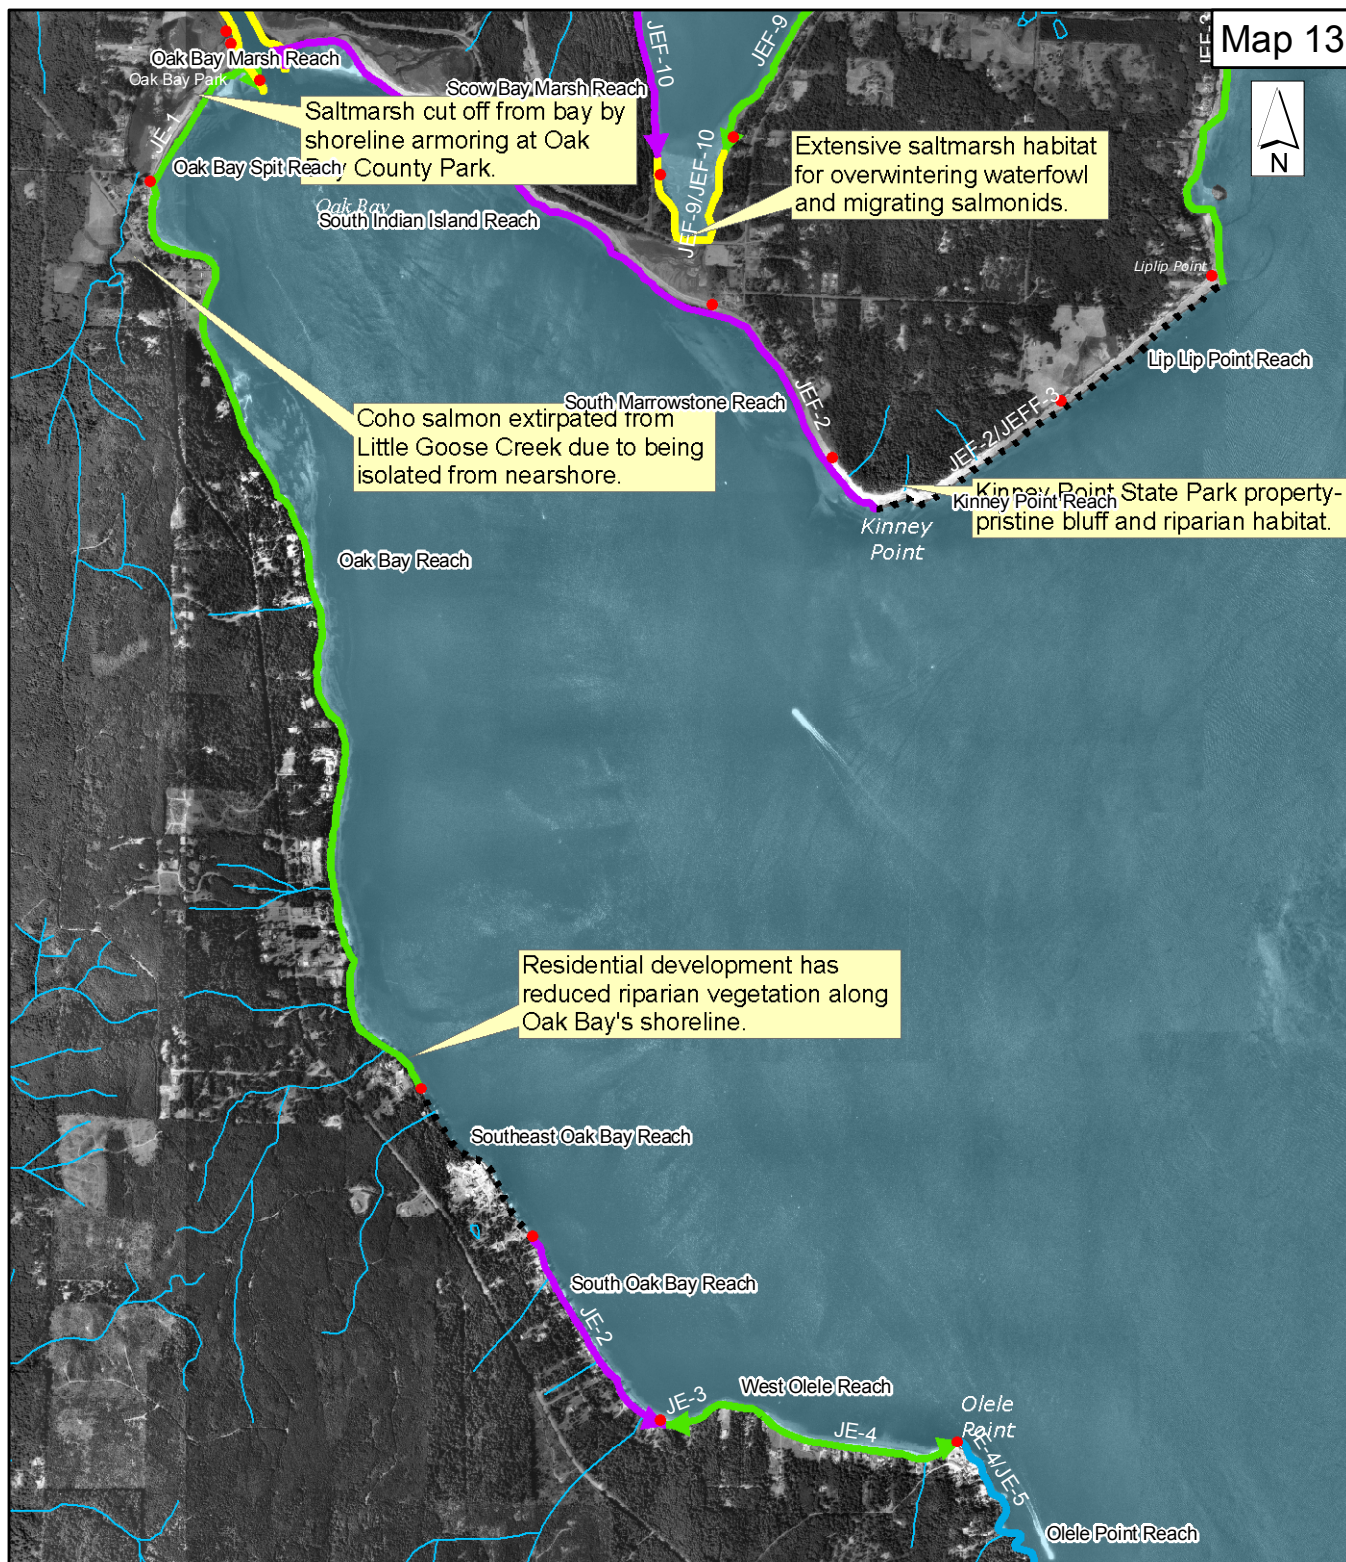 Map 13
N
JEF-10
JEF-9
JEF-3
Oak Bay Marsh Reach
Oak Bay Park
Scow Bay Marsh Reach
Saltmarsh cut off from bay by
shoreline armoring at Oak
Bay County Park.
JE-1
Oak Bay Spit Reach
Oak Bay
South Indian Island Reach
JEF-9/JEF-10
Extensive saltmarsh habitat
for overwintering waterfowl
and migrating salmonids.
Liplip Point
Lip Lip Point Reach
Coho salmon extirpated from
Little Goose Creek due to being
isolated from nearshore.
South Marrowstone Reach
JEF-2
JEF-2/JEFF-3
Kinney Point State Park property-
pristine bluff and riparian habitat.
Kinney Point Reach
Kinney
Point
Oak Bay Reach
Residential development has
reduced riparian vegetation along
Oak Bay's shoreline.
Southeast Oak Bay Reach
South Oak Bay Reach
JE-2
JE-3
West Olele Reach
JE-4
Olele
Point
JE-4/JE-5
Olele Point Reach